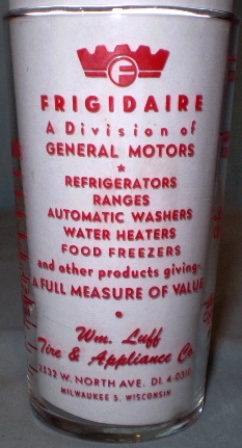 F
FRIGIDAIRE
A Division of
GENERAL MOTORS
*
REFRIGERATORS
RANGES
AUTOMATIC WASHERS
WATER HEATERS
FOOD FREEZERS
and other products giving-
A FULL MEASURE OF VALUE
•
Wm. Luff
Tire & Appliance Co.
2132 W. NORTH AVE. DI. 4-0310
MILWAUKEE 5, WISCONSIN